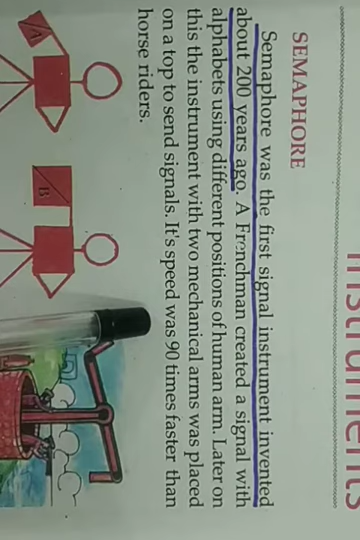 Instruments
SEMAPHORE
Semaphore was the first signal instrument invented
about 200 years ago. A Frenchman created a signal with
alphabets using different positions of human arm. Later on
this the instrument with two mechanical arms was placed
on a top to send signals. It's speed was 90 times faster than
horse riders.
A
B